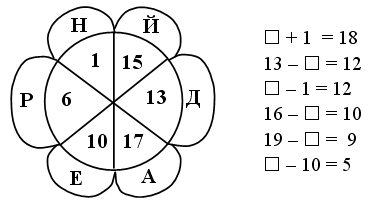 Н Й
1 15
Р 6 13 Д
10 17
Е А
□ + 1 = 18
13 – □ = 12
□ – 1 = 12
16 – □ = 10
19 – □ = 9
□ – 10 = 5